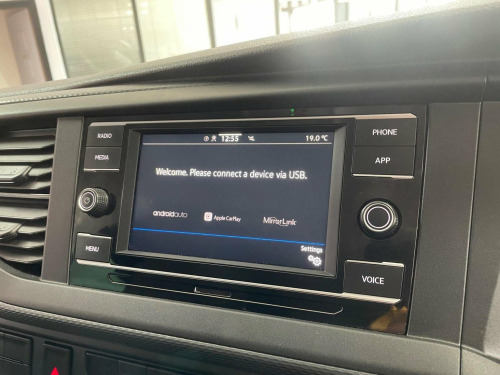 RADIO
MEDIA
MENU
12:55
19.0 °C
Welcome. Please connect a device via USB.
androidauto
Apple CarPlay
MirrorLink
Settings
PHONE
APP
VOICE